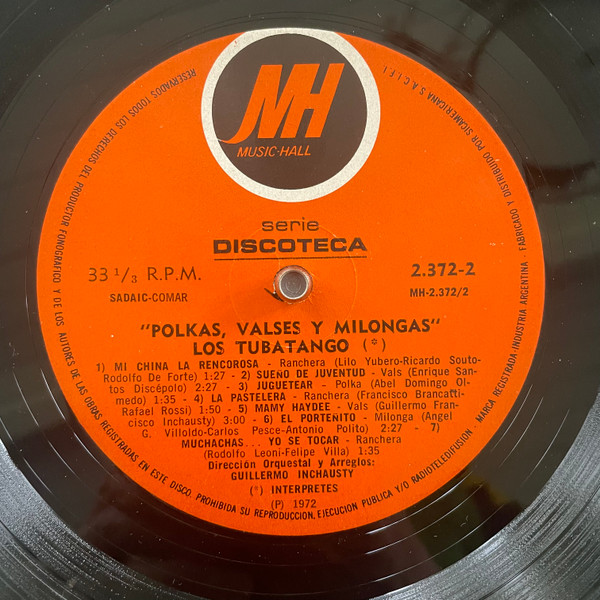 MH
MUSIC-HALL
serie
DISCOTECA
33 1/3 R.P.M.
SADAIC-COMAR
2.372-2
MH-2.372/2
"POLKAS, VALSES Y MILONGAS"
LOS TUBATANGO (*)
1) MI CHINA LA RENCOROSA - Ranchera (Lilo Yubero-Ricardo Souto-
Rodolfo De Forte) 1:27 - 2) SUENO DE JUVENTUD - Vals (Enrique San-
tos Discépolo) 2:27 - 3) JUGUETEAR - Polka (Abel Domingo Ol-
medo) 1:35 - 4) LA PASTELERA - Ranchera (Francisco Brancatti-
Rafael Rossi) 1:50 - 5) MAMY HAYDEE - Vals (Guillermo Fran-
cisco Inchausty) 3:00 - 6) EL PORTEÑITO - Milonga (Angel
G. Villoldo-Carlos Pesce-Antonio Polito) 2:27 - 7)
MUCHACHAS... YO SE TOCAR - Ranchera
(Rodolfo Leoni-Felipe Villa) 1:35
Dirección Orquestal y Arreglos:
GUILLERMO INCHAUSTY
(*) INTERPRETES
(P) 1972
RESERVADOS TODOS LOS DERECHOS DEL PRODUCTOR FONOGRAFICO Y DE LOS AUTORES DE LAS OBRAS REGISTRADAS EN ESTE DISCO. PROHIBIDA SU REPRODUCCION, EJECUCION PUBLICA Y/O RADIOTELEDIFUSION - MARCA REGISTRADA - INDUSTRIA ARGENTINA - FABRICADO Y DISTRIBUIDO POR SICAMERICANA S.A.C.I.F.I.